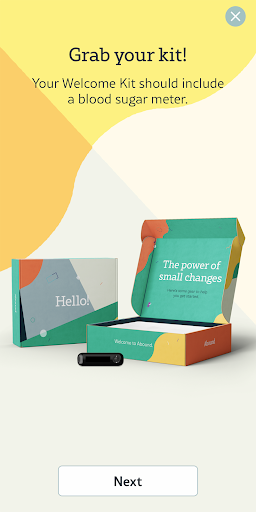 Grab your kit!
Your Welcome Kit should include
a blood sugar meter.
The power of
small changes
Hello!
Welcome to Abound
Abound
Next